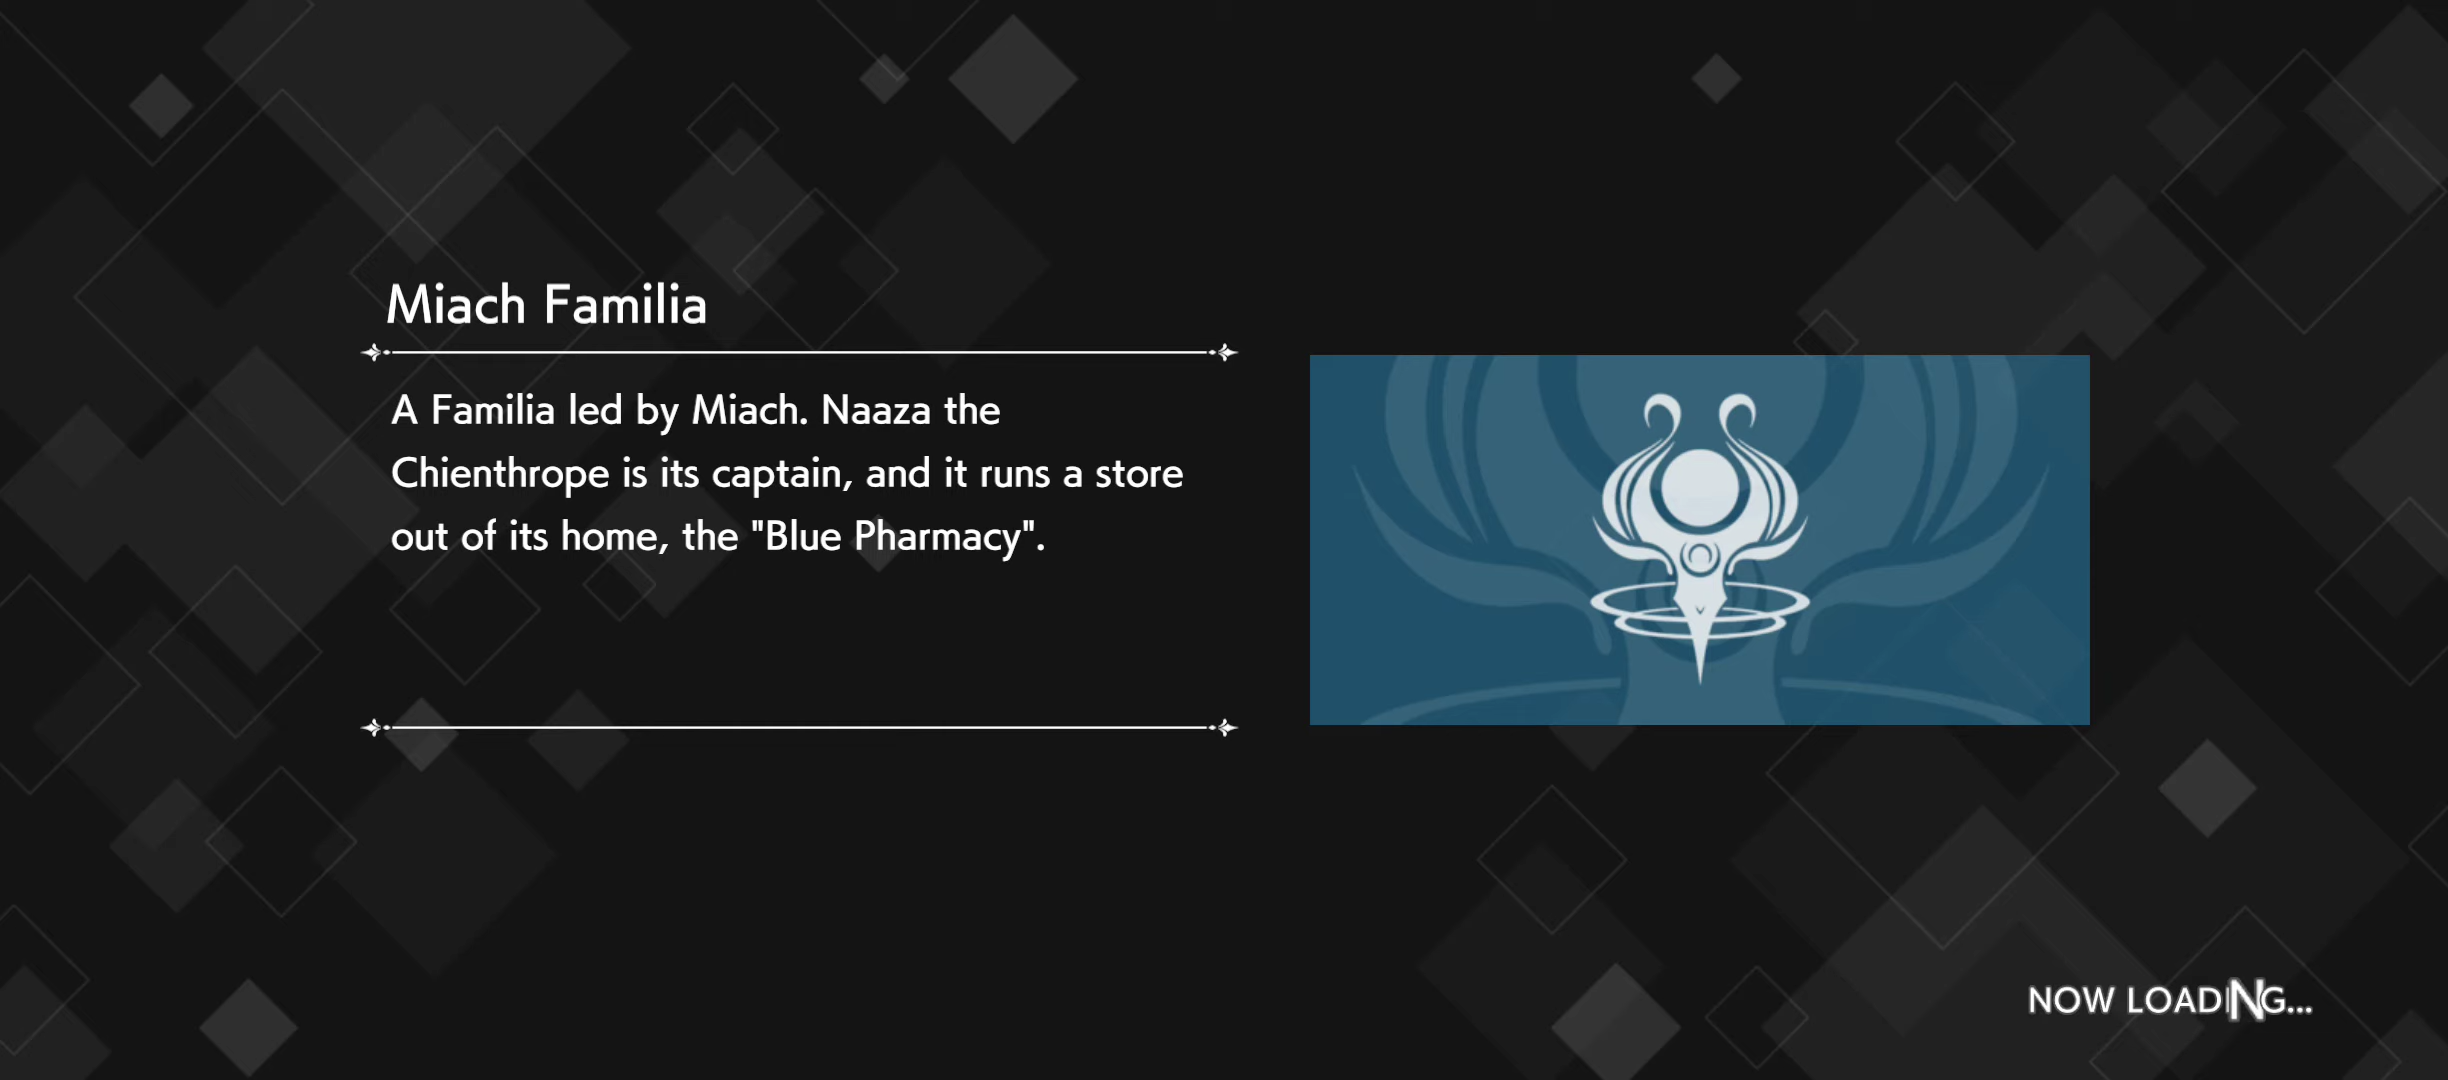 Miach Familia
A Familia led by Miach. Naaza the
Chienthrope is its captain, and it runs a store
out of its home, the "Blue Pharmacy".
NOW LOADING...